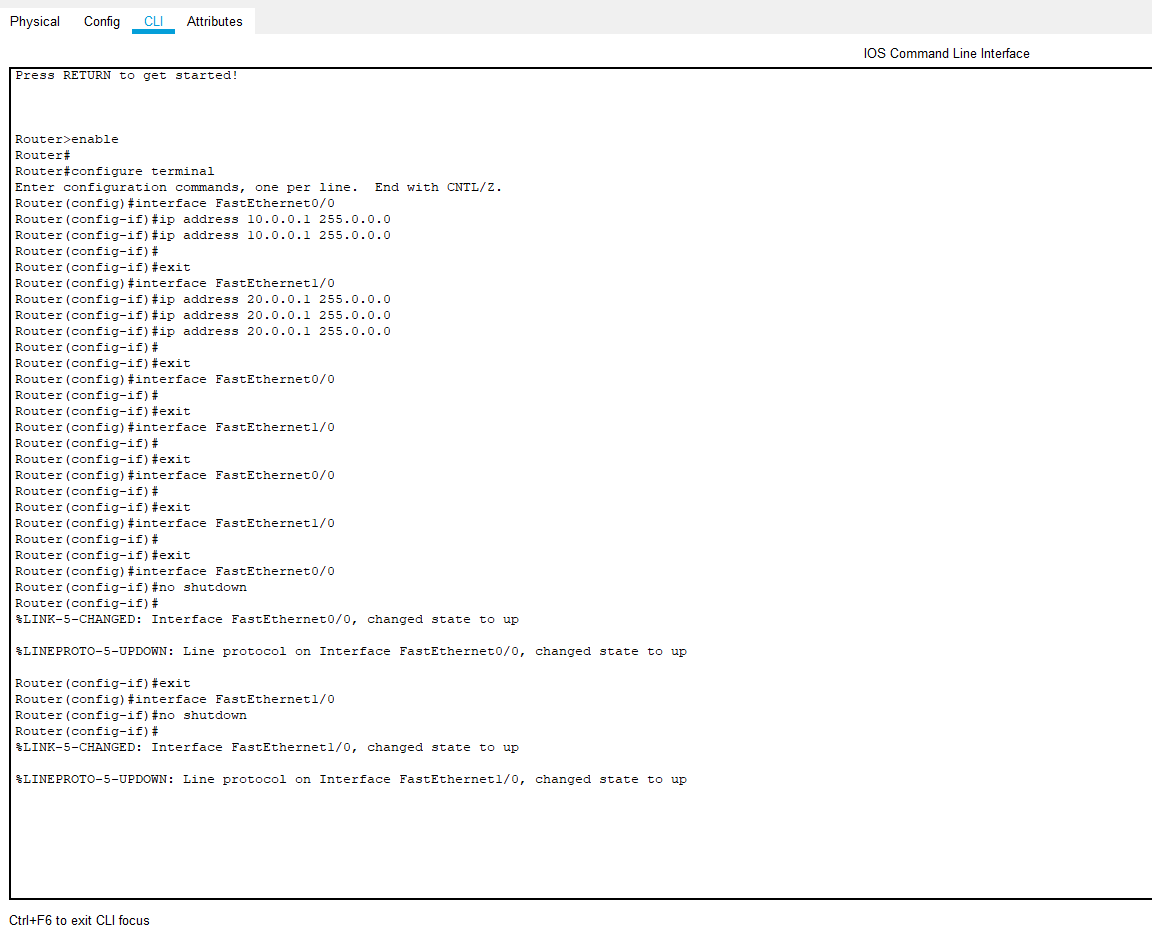 Physical Config CLI Attributes
IOS Command Line Interface
Press RETURN to get started!
Router>enable
Router#
Router#configure terminal
Enter configuration commands, one per line.  End with CNTL/Z.
Router(config)#interface FastEthernet0/0
Router(config-if)#ip address 10.0.0.1 255.0.0.0
Router(config-if)#ip address 10.0.0.1 255.0.0.0
Router(config-if)#
Router(config-if)#exit
Router(config)#interface FastEthernet1/0
Router(config-if)#ip address 20.0.0.1 255.0.0.0
Router(config-if)#ip address 20.0.0.1 255.0.0.0
Router(config-if)#ip address 20.0.0.1 255.0.0.0
Router(config-if)#
Router(config-if)#exit
Router(config)#interface FastEthernet0/0
Router(config-if)#
Router(config-if)#exit
Router(config)#interface FastEthernet1/0
Router(config-if)#
Router(config-if)#exit
Router(config)#interface FastEthernet0/0
Router(config-if)#
Router(config-if)#exit
Router(config)#interface FastEthernet1/0
Router(config-if)#
Router(config-if)#exit
Router(config)#interface FastEthernet0/0
Router(config-if)#no shutdown
Router(config-if)#
%LINK-5-CHANGED: Interface FastEthernet0/0, changed state to up
%LINEPROTO-5-UPDOWN: Line protocol on Interface FastEthernet0/0, changed state to up
Router(config-if)#exit
Router(config)#interface FastEthernet1/0
Router(config-if)#no shutdown
Router(config-if)#
%LINK-5-CHANGED: Interface FastEthernet1/0, changed state to up
%LINEPROTO-5-UPDOWN: Line protocol on Interface FastEthernet1/0, changed state to up
Ctrl+F6 to exit CLI focus